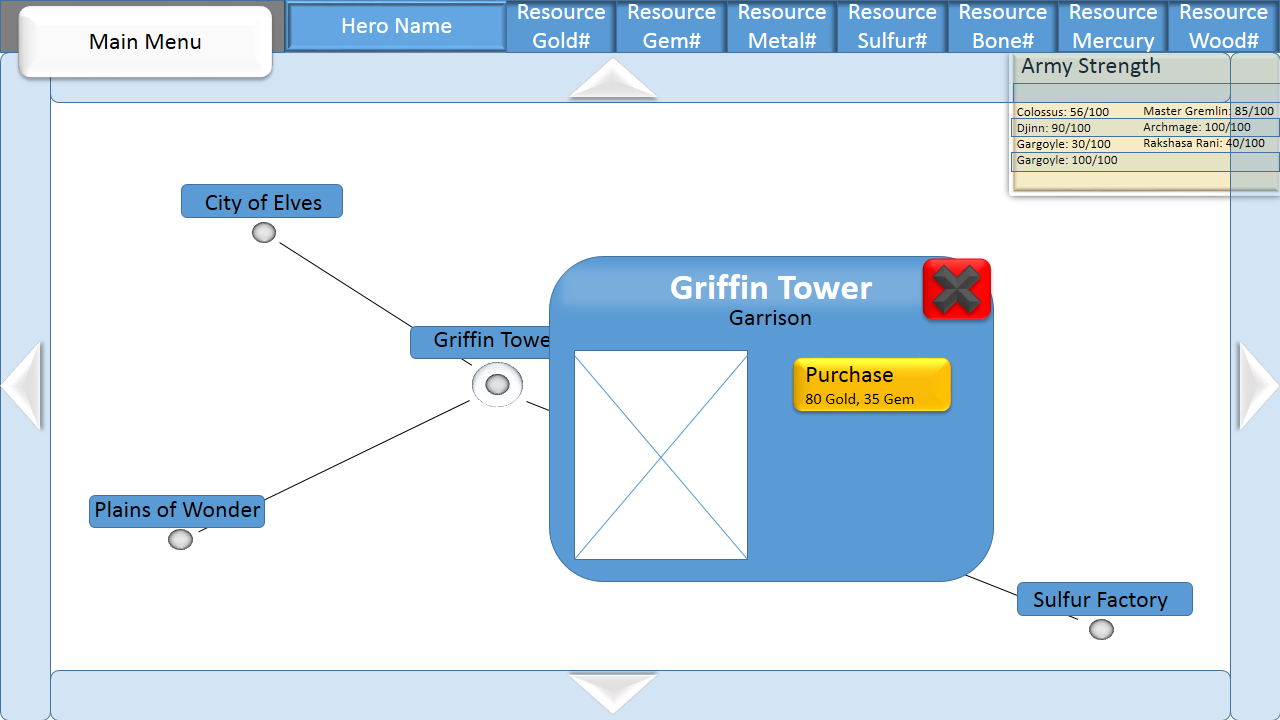 Main Menu
Hero Name
Resource
Gold#
Resource
Gem#
Resource
Metal#
Resource
Sulfur#
Resource
Bone#
Resource
Mercury
Resource
Wood#
Army Strength
Colossus: 56/100
Master Gremlin: 85/100
Djinn: 90/100
Archmage: 100/100
Gargoyle: 30/100
Rakshasa Rani: 40/100
Gargoyle: 100/100
City of Elves
Griffin Tower
Garrison
Griffin Towe
Purchase
80 Gold, 35 Gem
Plains of Wonder
Sulfur Factory